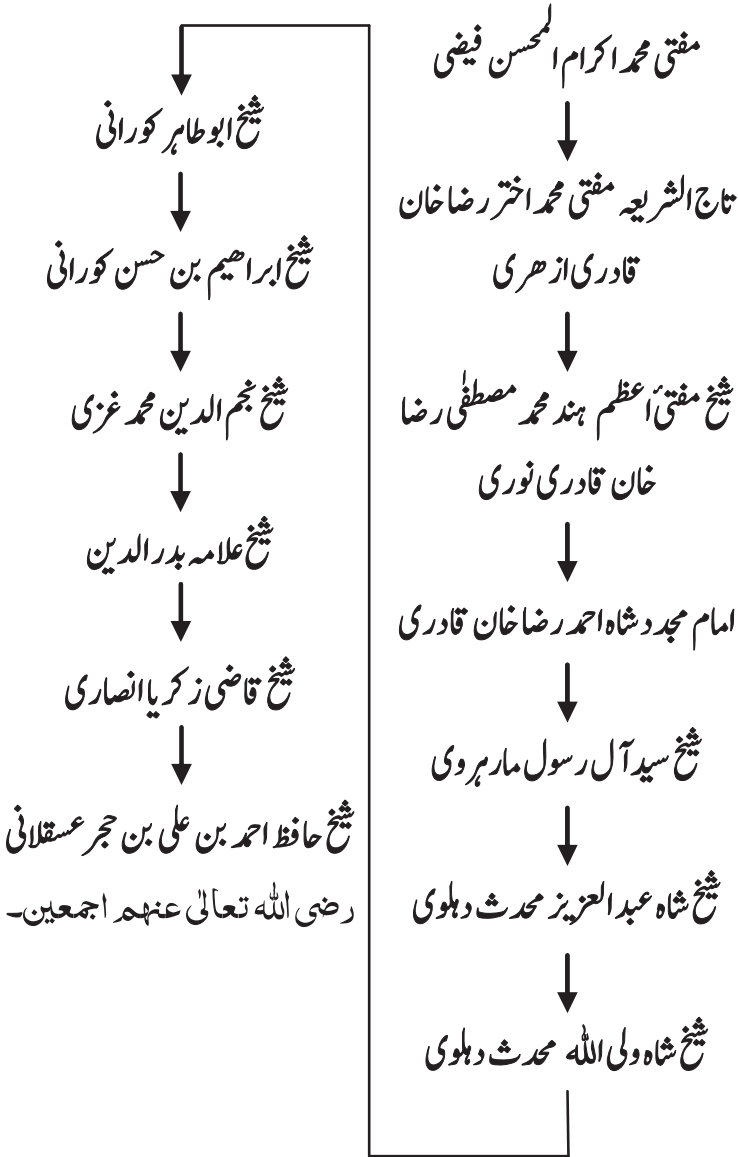 مفتی محمد اکرام المحسن فیضی
تاج الشریعہ مفتی محمد اختر رضا خان
قادری ازھری
شیخ مفتیٔ اعظم ہند محمد مصطفٰی رضا
خان قادری نوری
امام مجدد شاہ احمد رضا خان قادری
شیخ سید آل رسول مارہروی
شیخ شاہ عبد العزیز محدث دہلوی
شیخ شاہ ولی اللہ محدث دہلوی
شیخ ابو طاہر کورانی
شیخ ابراھیم بن حسن کورانی
شیخ نجم الدین محمد غزی
شیخ علامہ بدر الدین
شیخ قاضی زکریا انصاری
شیخ حافظ احمد بن علی بن حجر عسقلانی
رضی اللہ تعالٰی عنھم اجمعین۔